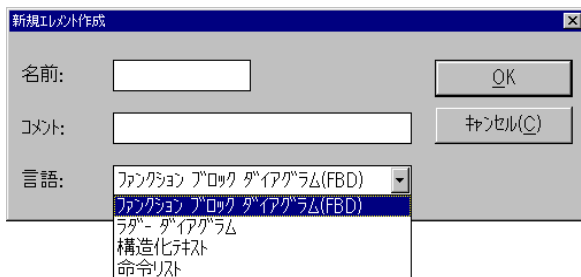 新規ｴﾚﾒﾝﾄ作成
名前:
OK
ｺﾒﾝﾄ:
ｷｬﾝｾﾙ(C)
言語:
ﾌｧﾝｸｼｮﾝ ﾌﾞﾛｯｸ ﾀﾞｲｱｸﾞﾗﾑ(FBD)
ﾌｧﾝｸｼｮﾝ ﾌﾞﾛｯｸ ﾀﾞｲｱｸﾞﾗﾑ(FBD)
ﾗﾀﾞｰ ﾀﾞｲｱｸﾞﾗﾑ
構造化ﾃｷｽﾄ
命令ﾘｽﾄ